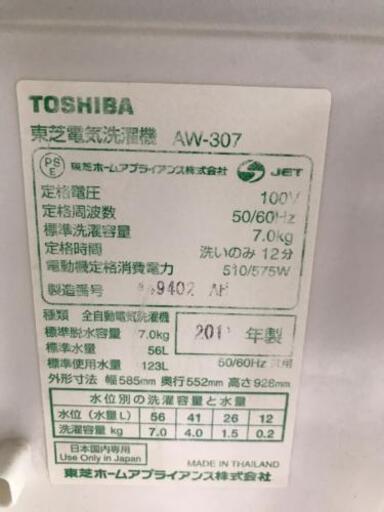 TOSHIBA
東芝電気洗濯機 AW-307
PS E 東芝ホームアプライアンス株式会社 JET
定格電圧 100V
定格周波数 50/60Hz
標準洗濯容量 7.0kg
定格時間 洗いのみ 12分
電動機定格消費電力 510/575W
製造番号 9402
種類 全自動電気洗濯機
標準脱水容量 7.0kg 年製
標準水量 56L
標準使用水量 123L 50/60Hz 共用
外形寸法 幅585mm 奥行552mm 高さ928mm
水位別の洗濯容量と水量
水位(水量L) 56 41 26 12
洗濯容量 kg 7.0 4.0 1.5 0.2
日本国内専用
Use Only in Japan MADE IN THAILAND
東芝ホームアプライアンス株式会社